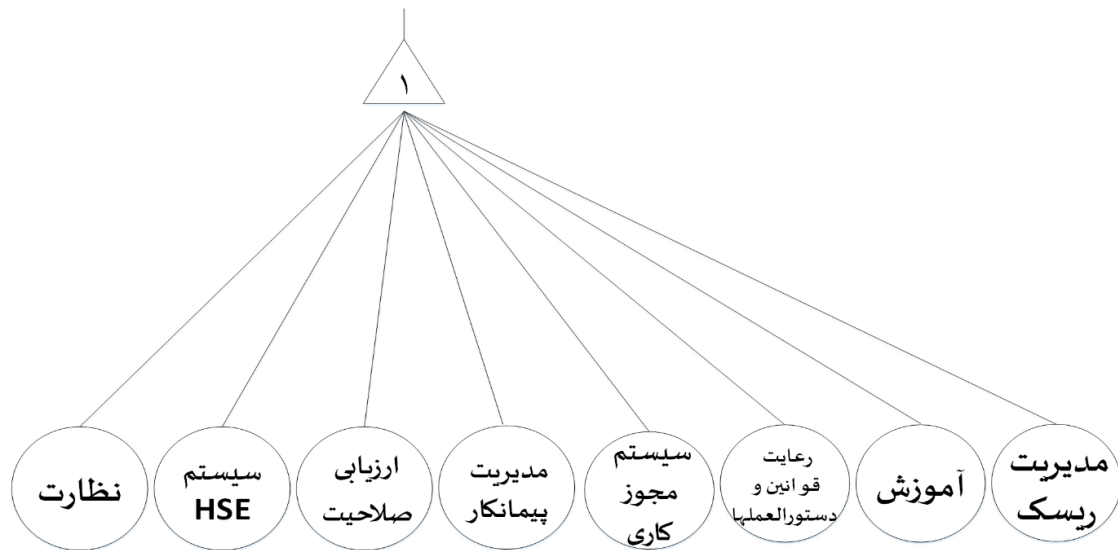 ۱
مدیریت
ریسک
آموزش
رعایت
قوانین و
دستورالعملها
سیستم
مجوز
کاری
مدیریت
پیمانکار
ارزیابی
صلاحیت
سیستم
HSE
نظارت